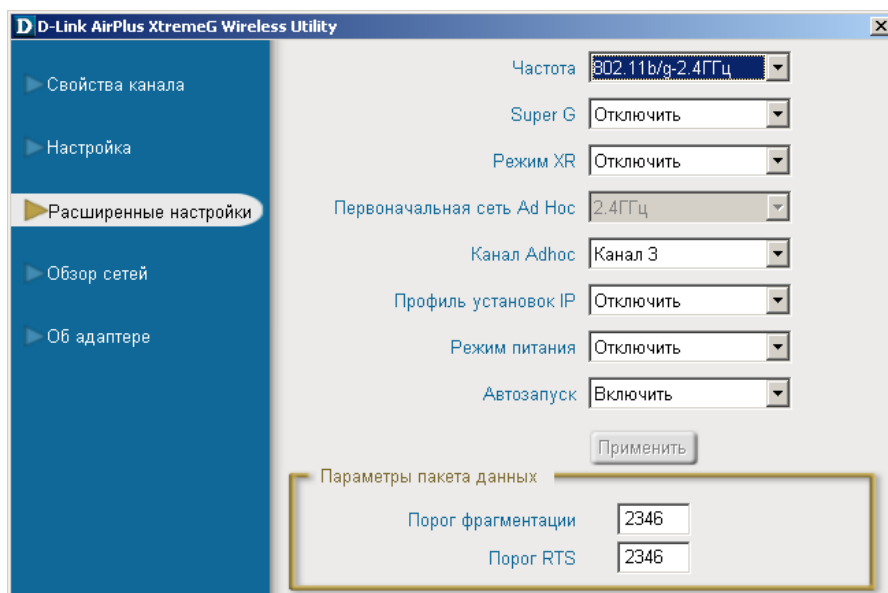 D D-Link AirPlus XtremeG Wireless Utility
Свойства канала
Настройка
Расширенные настройки
Обзор сетей
Об адаптере
Частота 802.11b/g-2.4ГГц
Super G Отключить
Режим XR Отключить
Первоначальная сеть Ad Hoc 2.4ГГц
Канал Adhoc Канал 3
Профиль установок IP Отключить
Режим питания Отключить
Автозапуск Включить
Применить
Параметры пакета данных
Порог фрагментации 2346
Порог RTS 2346